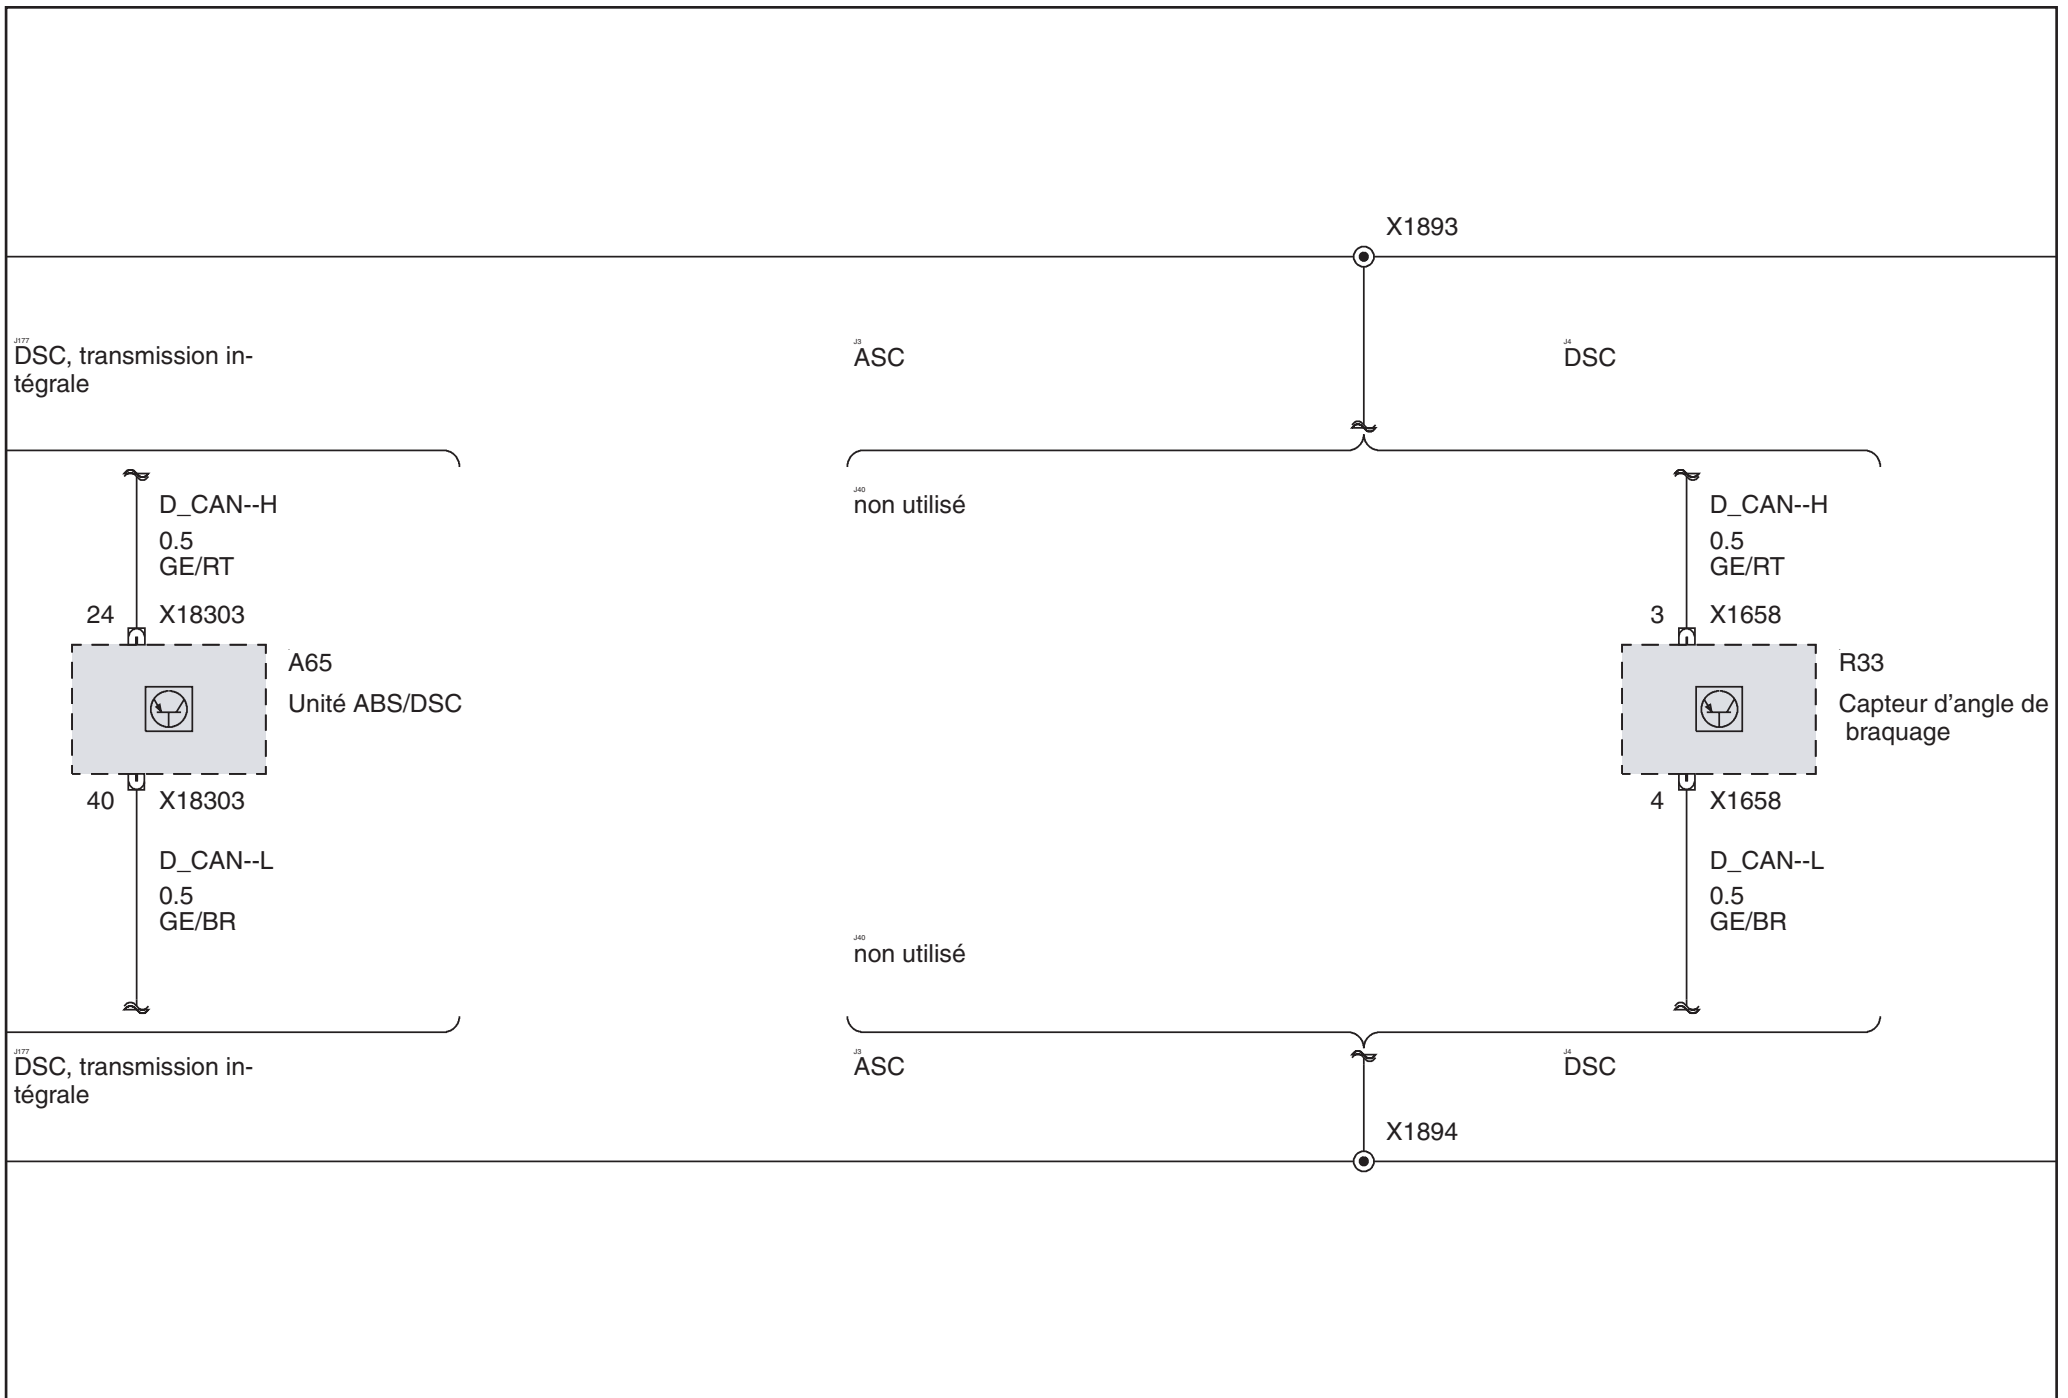 X1893
J177
DSC, transmission in-
tégrale
J3
ASC
J4
DSC
D_CAN--H
0.5
GE/RT
24 X18303
A65
Unité ABS/DSC
40 X18303
D_CAN--L
0.5
GE/BR
J40
non utilisé
J40
non utilisé
D_CAN--H
0.5
GE/RT
3 X1658
R33
Capteur d’angle de
braquage
4 X1658
D_CAN--L
0.5
GE/BR
J177
DSC, transmission in-
tégrale
J3
ASC
J4
DSC
X1894